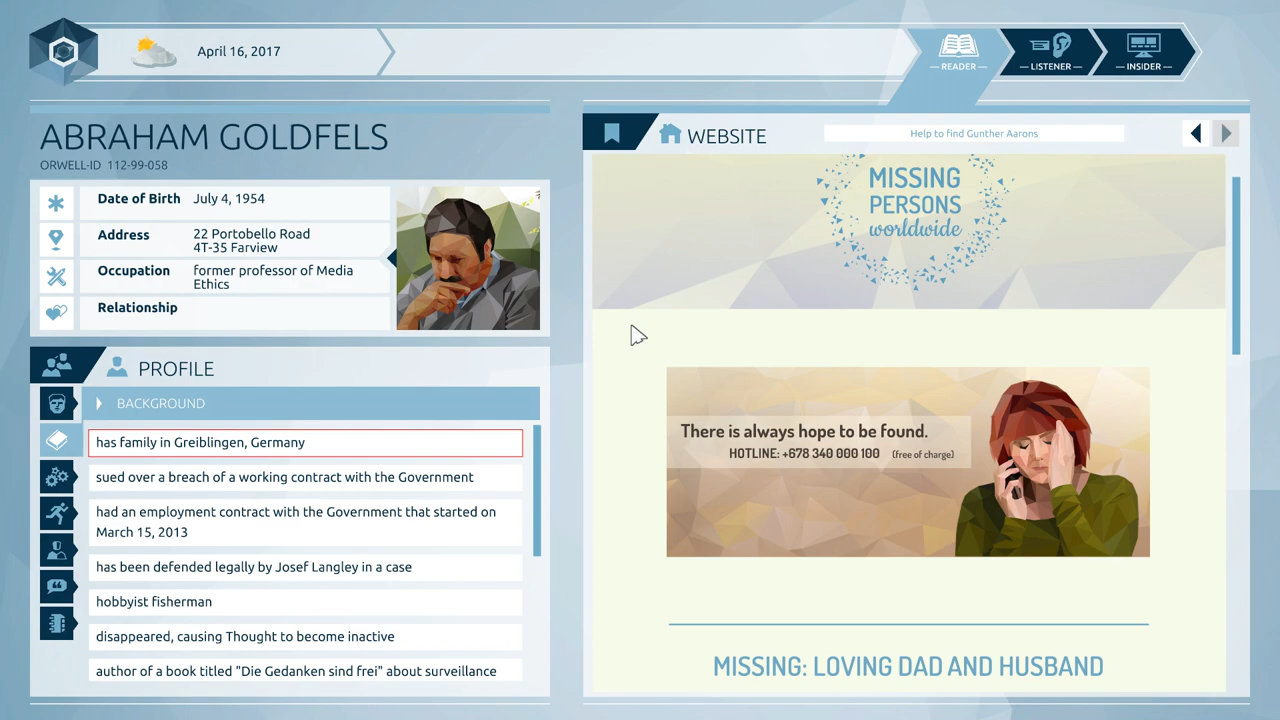 April 16, 2017
READER
LISTENER
INSIDER
ABRAHAM GOLDFELS
ORWELL-ID 112-99-058
Date of Birth July 4, 1954
Address 22 Portobello Road
4T-35 Farview
Occupation former professor of Media
Ethics
Relationship
PROFILE
BACKGROUND
has family in Greiblingen, Germany
sued over a breach of a working contract with the Government
had an employment contract with the Government that started on
March 15, 2013
has been defended legally by Josef Langley in a case
hobbyist fisherman
disappeared, causing Thought to become inactive
author of a book titled "Die Gedanken sind frei" about surveillance
WEBSITE
Help to find Gunther Aarons
MISSING
PERSONS
worldwide
There is always hope to be found.
HOTLINE: +678 340 000 100 (free of charge)
MISSING: LOVING DAD AND HUSBAND